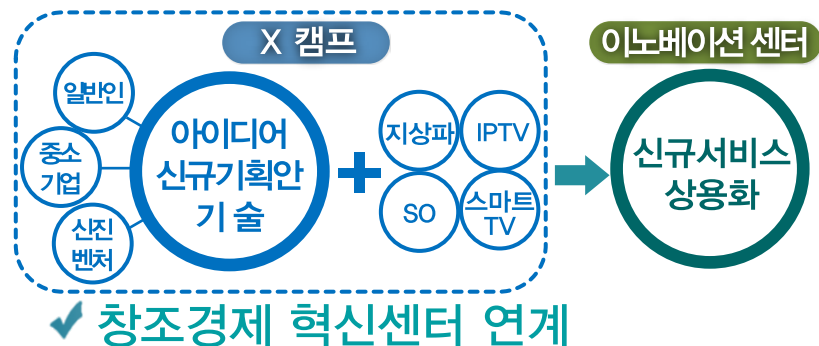 X 캠프
이노베이션 센터
일반인
중소
기업
신진
벤처
아이디어
신규기획안
기 술
지상파
IPTV
SO
스마트
TV
신규서비스
상용화
창조경제 혁신센터 연계